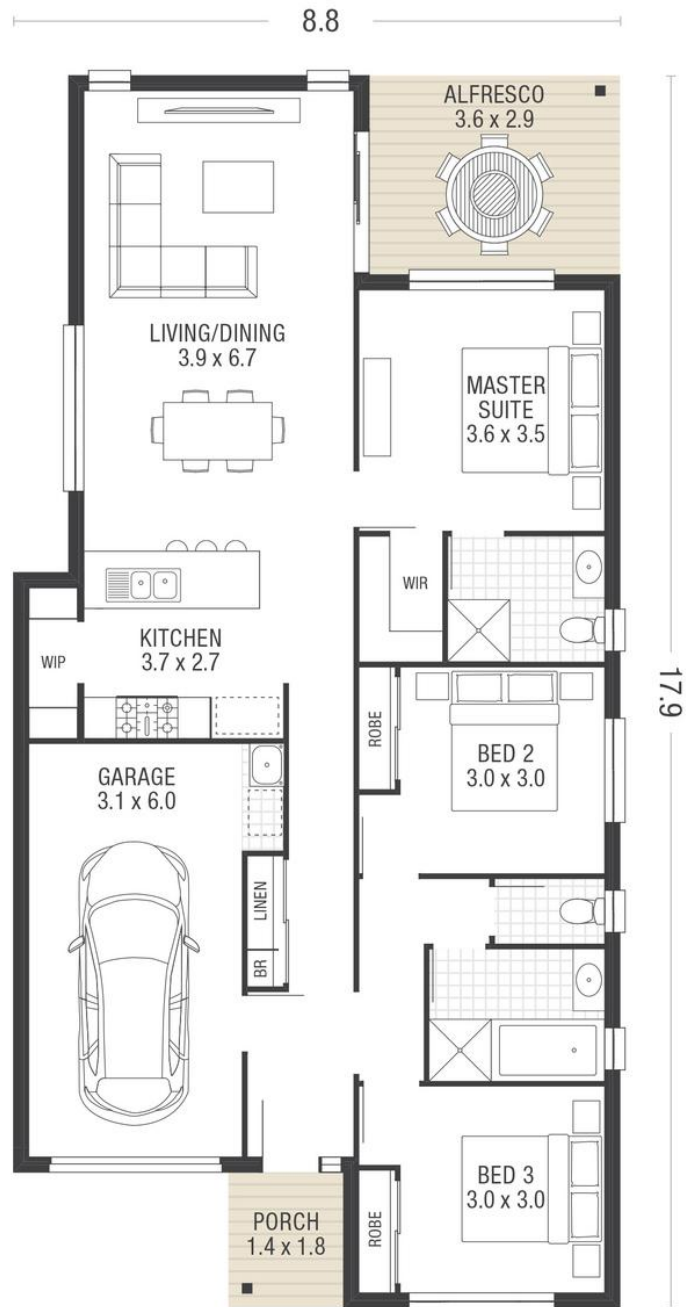 8.8
ALFRESCO
3.6 x 2.9
LIVING/DINING
3.9 x 6.7
MASTER
SUITE
3.6 x 3.5
WIR
KITCHEN
3.7 x 2.7
WIP
17.9
ROBE
BED 2
3.0 x 3.0
GARAGE
3.1 x 6.0
LINEN
BR
BED 3
3.0 x 3.0
ROBE
PORCH
1.4 x 1.8